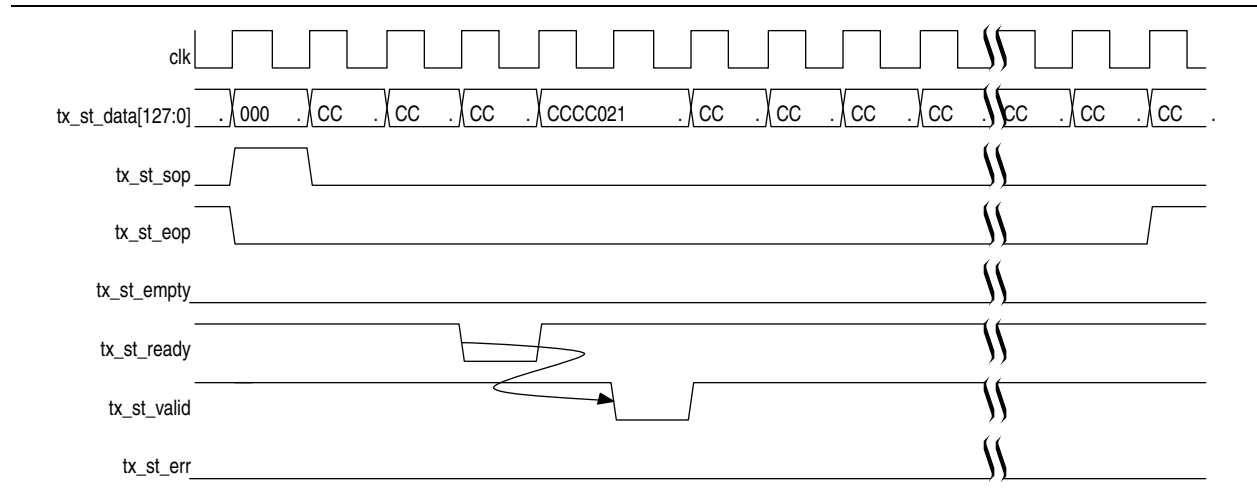 clk
tx_st_data[127:0] . 000 . CC . CC . CC . CCCC021 . CC . CC . CC . CC . CC . CC . CC .
tx_st_sop
tx_st_eop
tx_st_empty
tx_st_ready
tx_st_valid
tx_st_err